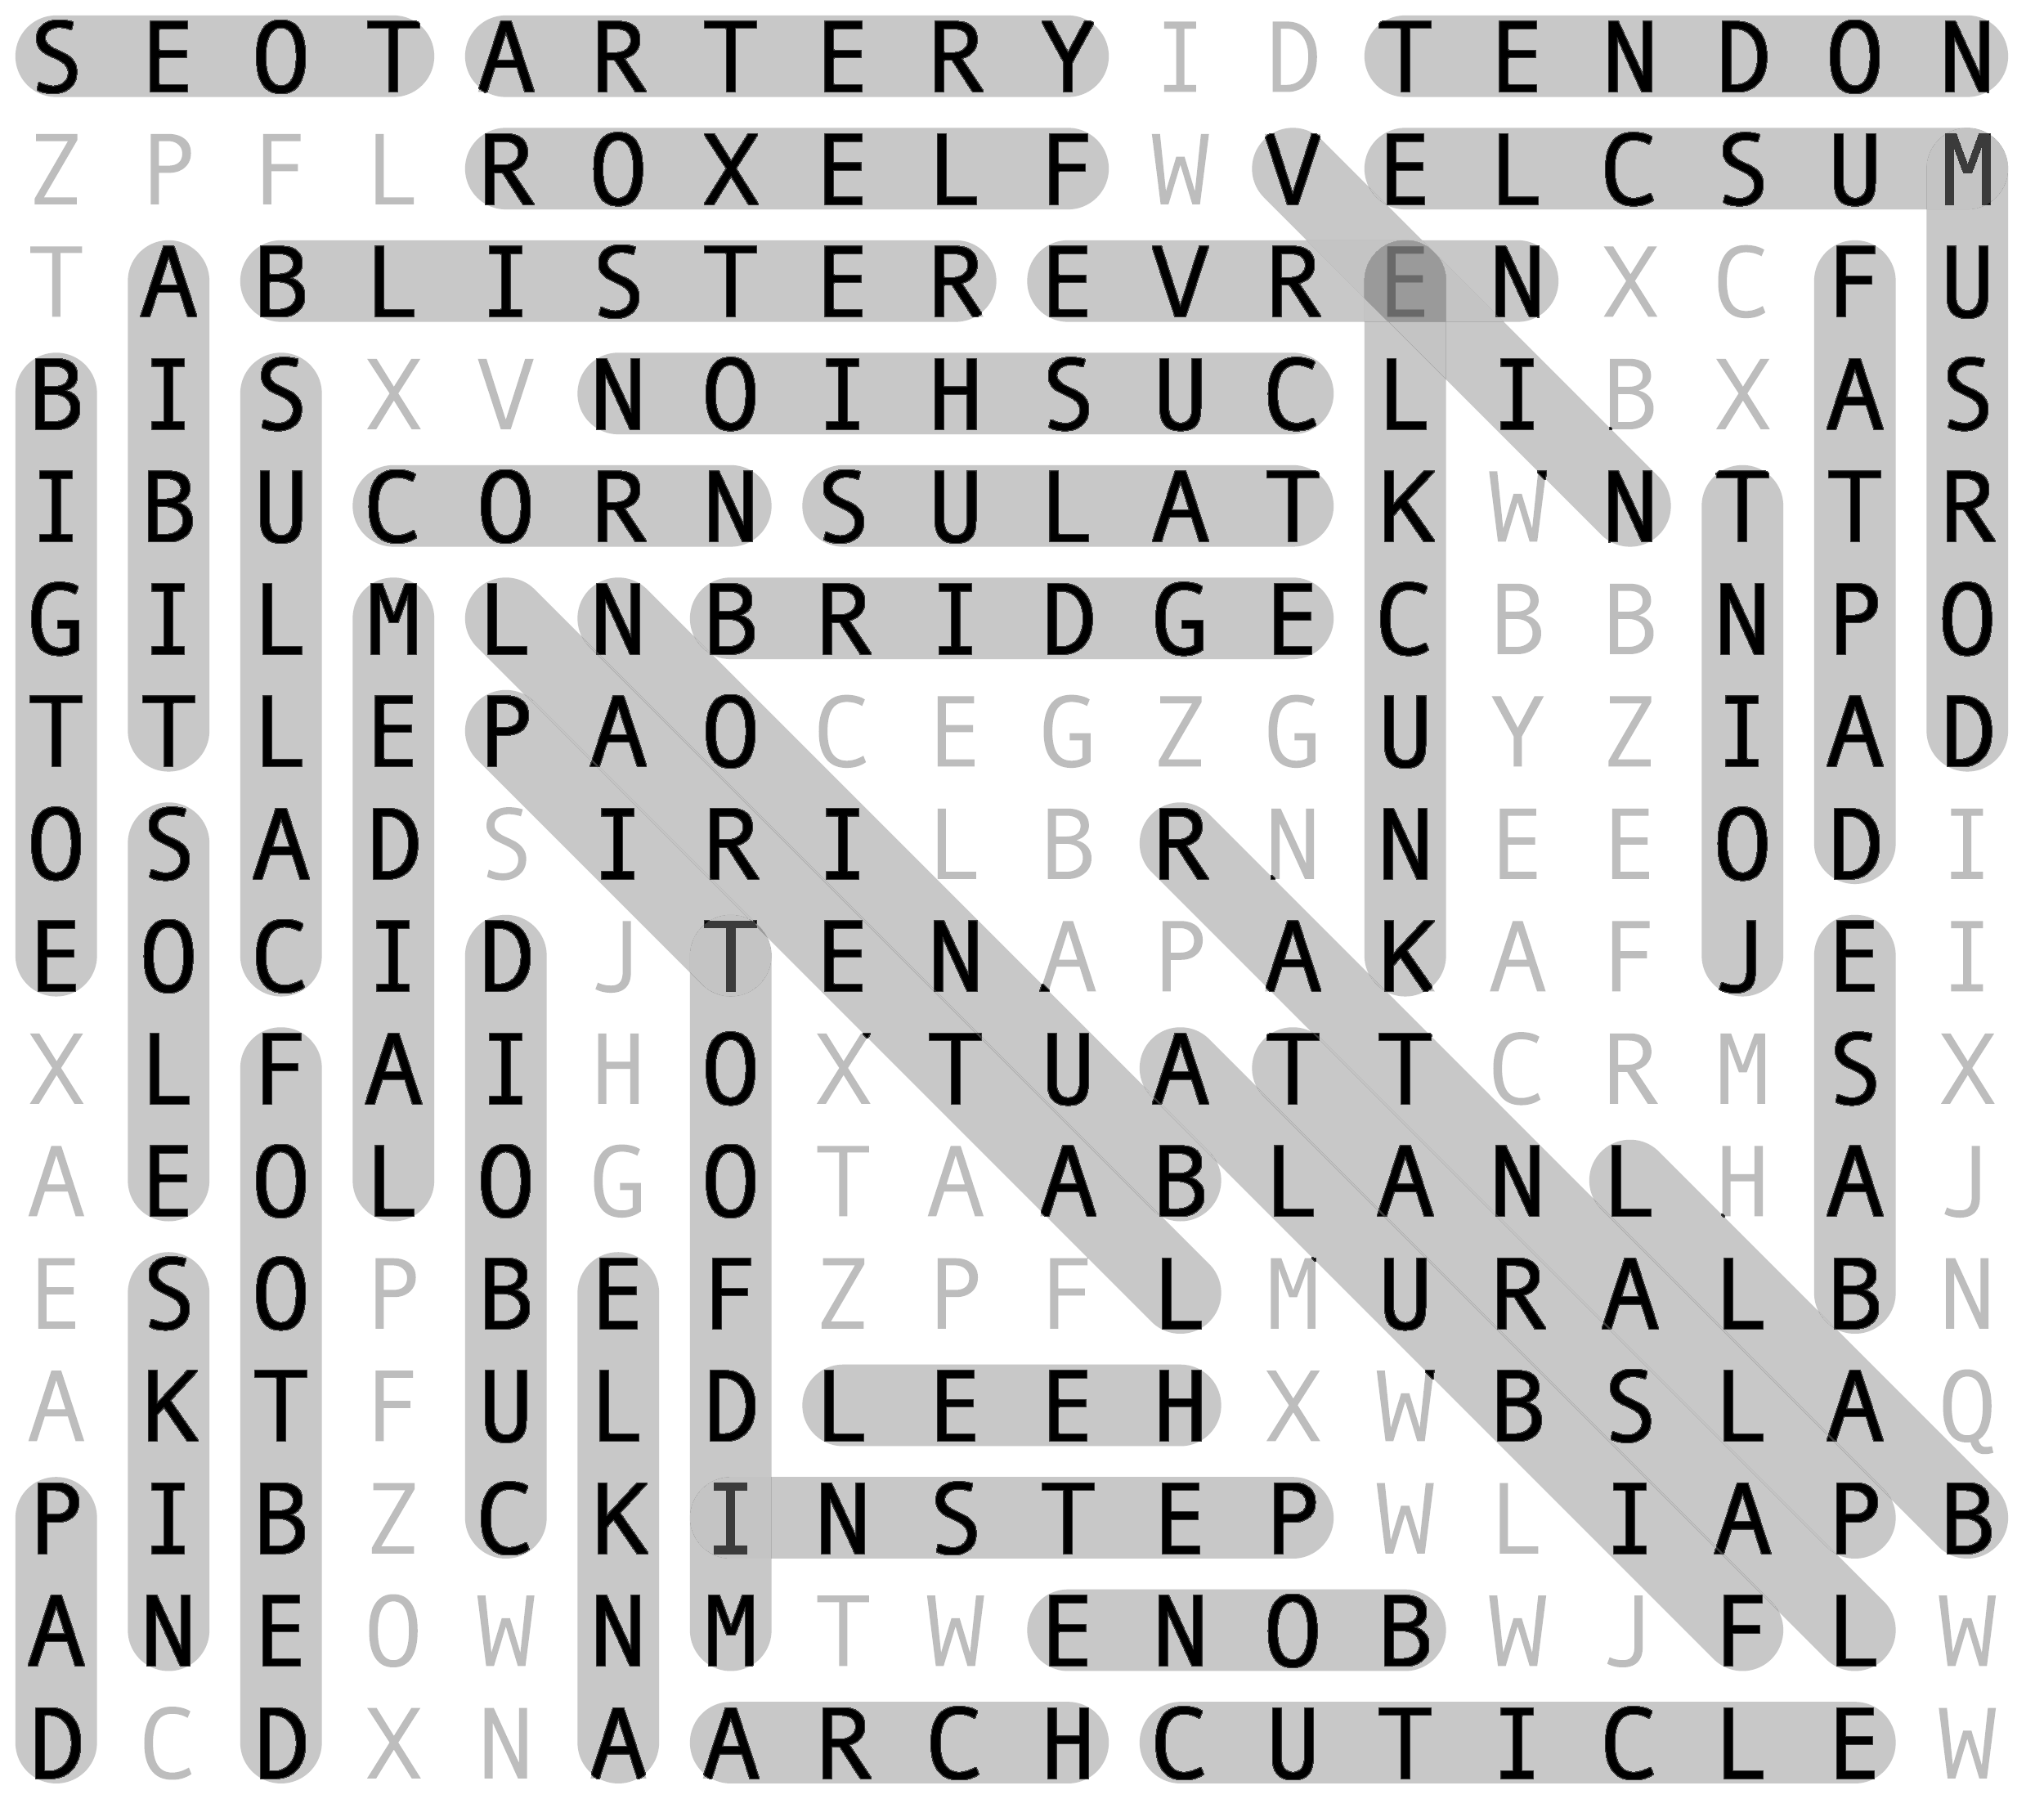 S E O T A R T E R Y I D T E N D O N
Z P F L R O X E L F W V E L C S U M
T A B L I S T E R E V R E N X C F U
B I S X V N O I H S U C L I B X A S
I B U C O R N S U L A T K W N T T R
G I L M L N B R I D G E C B B N P O
T T L E P A O C E G Z G U Y Z I A D
O S A D S I R I L B R N N E E O D I
E O C I D J T E N A P A K A F J E I
X L F A I H O X T U A T T C R M S X
A E O L O G O T A A B L A N L H A J
E S O P B E F Z P F L M U R A L B N
A K T F U L D L E E H X W B S L A Q
P I B Z C K I N S T E P W L I A P B
A N E O W N M T W E N O B W J F L W
D C D X N A A R C H C U T I C L E W